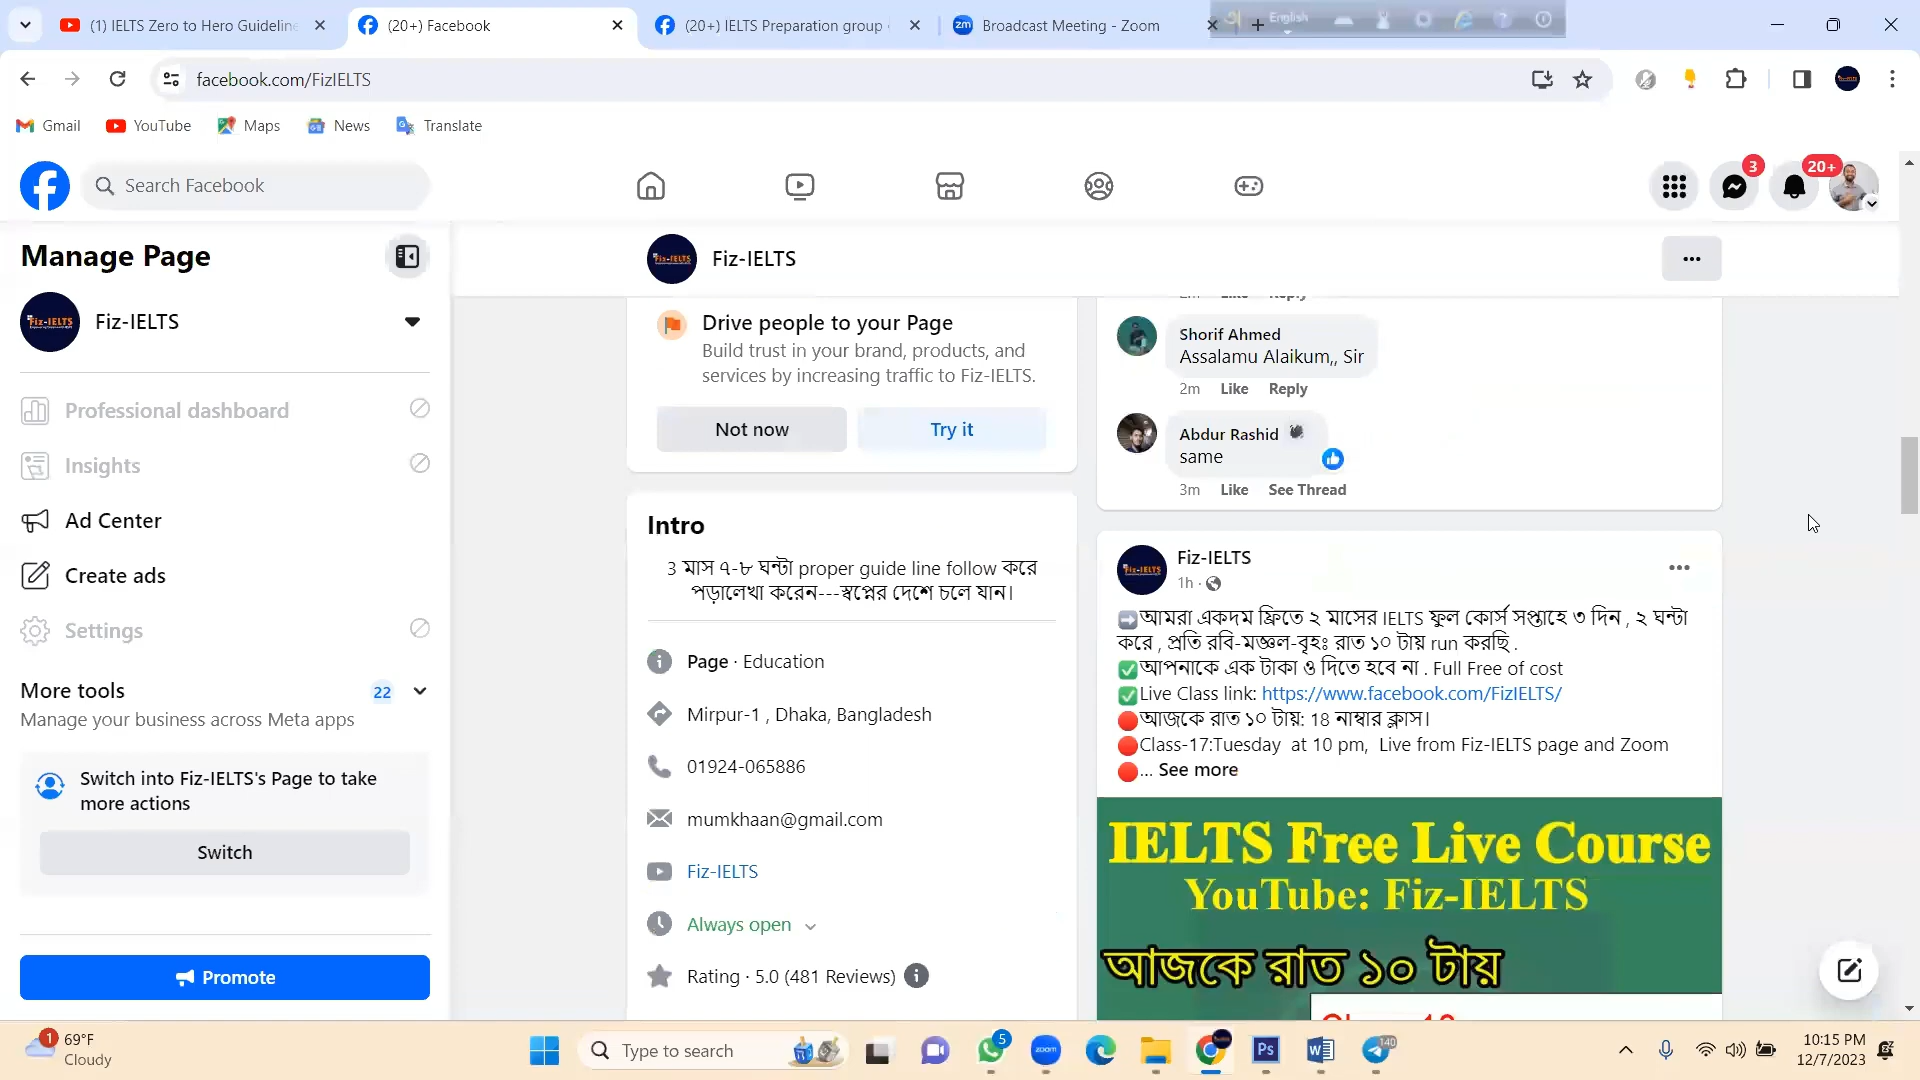 (1) IELTS Zero to Hero Guideline
(20+) Facebook
(20+) IELTS Preparation group
Broadcast Meeting - Zoom
English
facebook.com/FizIELTS
Gmail
YouTube
Maps
News
Translate
Search Facebook
3
20+
Manage Page
Fiz-IELTS
Professional dashboard
Insights
Ad Center
Create ads
Settings
More tools
22
Manage your business across Meta apps
Switch into Fiz-IELTS's Page to take
more actions
Switch
Promote
Fiz-IELTS
Drive people to your Page
Build trust in your brand, products, and
services by increasing traffic to Fiz-IELTS.
Not now
Try it
Intro
3 মাস ৭-৮ ঘন্টা proper guide line follow করে
পড়ালেখা করেন---স্বপ্নের দেশে চলে যান।
Page · Education
Mirpur-1 , Dhaka, Bangladesh
01924-065886
mumkhaan@gmail.com
Fiz-IELTS
Always open
Rating · 5.0 (481 Reviews)
2m Like Reply
Shorif Ahmed
Assalamu Alaikum,, Sir
2m Like Reply
Abdur Rashid
same
3m Like See Thread
Fiz-IELTS
1h ·
আমরা একদম ফ্রিতে ২ মাসের IELTS ফুল কোর্স সপ্তাহে ৩ দিন , ২ ঘন্টা
করে , প্রতি রবি-মঙ্গল-বৃহঃ রাত ১০ টায় run করছি .
আপনাকে এক টাকা ও দিতে হবে না . Full Free of cost
Live Class link: https://www.facebook.com/FizIELTS/
আজকে রাত ১০ টায়: 18 নাম্বার ক্লাস।
Class-17:Tuesday at 10 pm, Live from Fiz-IELTS page and Zoom
... See more
IELTS Free Live Course
YouTube: Fiz-IELTS
আজকে রাত ১০ টায়
1
69°F
Cloudy
Type to search
5
zoom
Ps
140
10:15 PM
12/7/2023